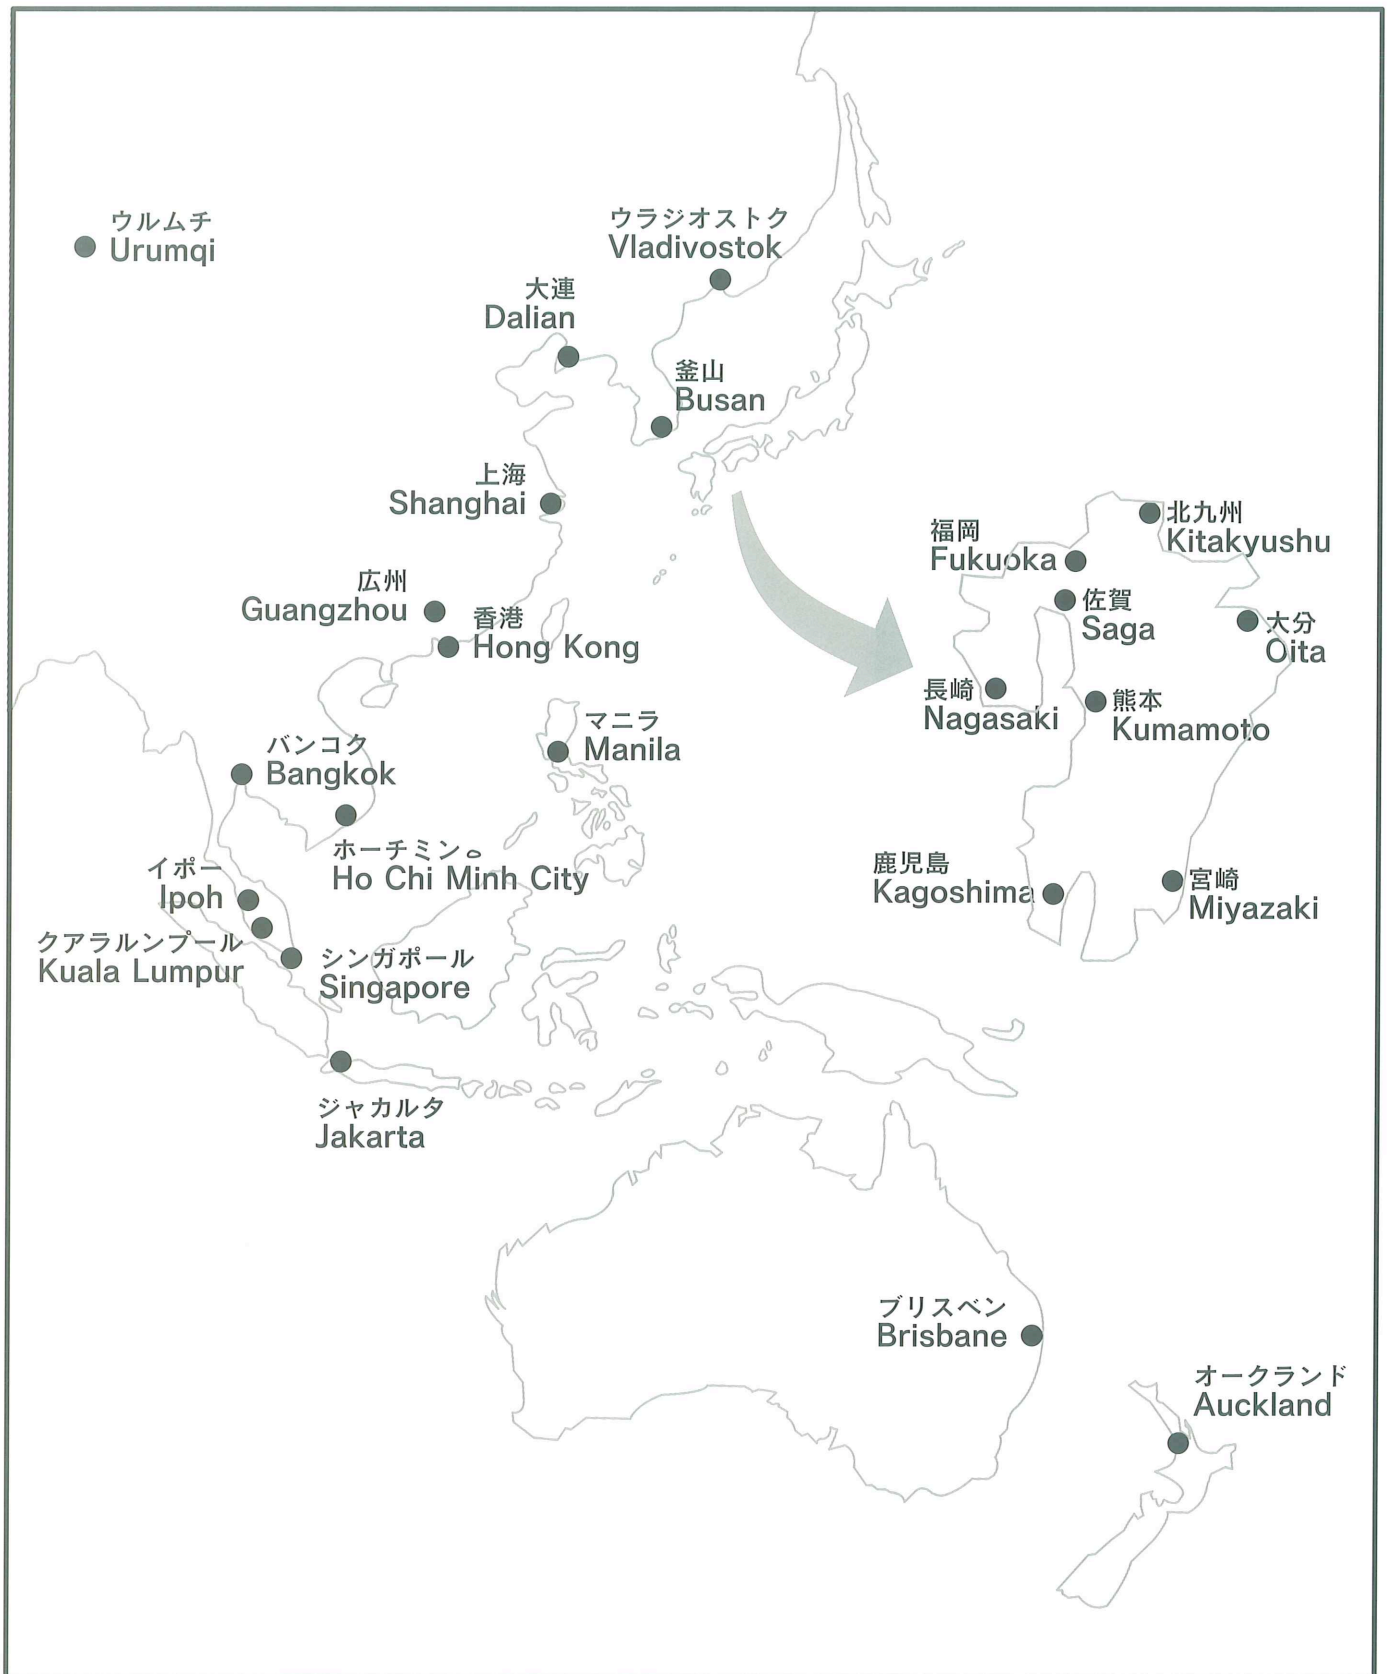 ウルムチ
Urumqi
ウラジオストク
Vladivostok
大連
Dalian
釜山
Busan
上海
Shanghai
北九州
Kitakyushu
福岡
Fukuoka
広州
Guangzhou
佐賀
Saga
香港
Hong Kong
大分
Oita
長崎
Nagasaki
熊本
Kumamoto
マニラ
Manila
バンコク
Bangkok
ホーチミン
Ho Chi Minh City
イポー
Ipoh
鹿児島
Kagoshima
宮崎
Miyazaki
クアラルンプール
Kuala Lumpur
シンガポール
Singapore
ジャカルタ
Jakarta
ブリスベン
Brisbane
オークランド
Auckland